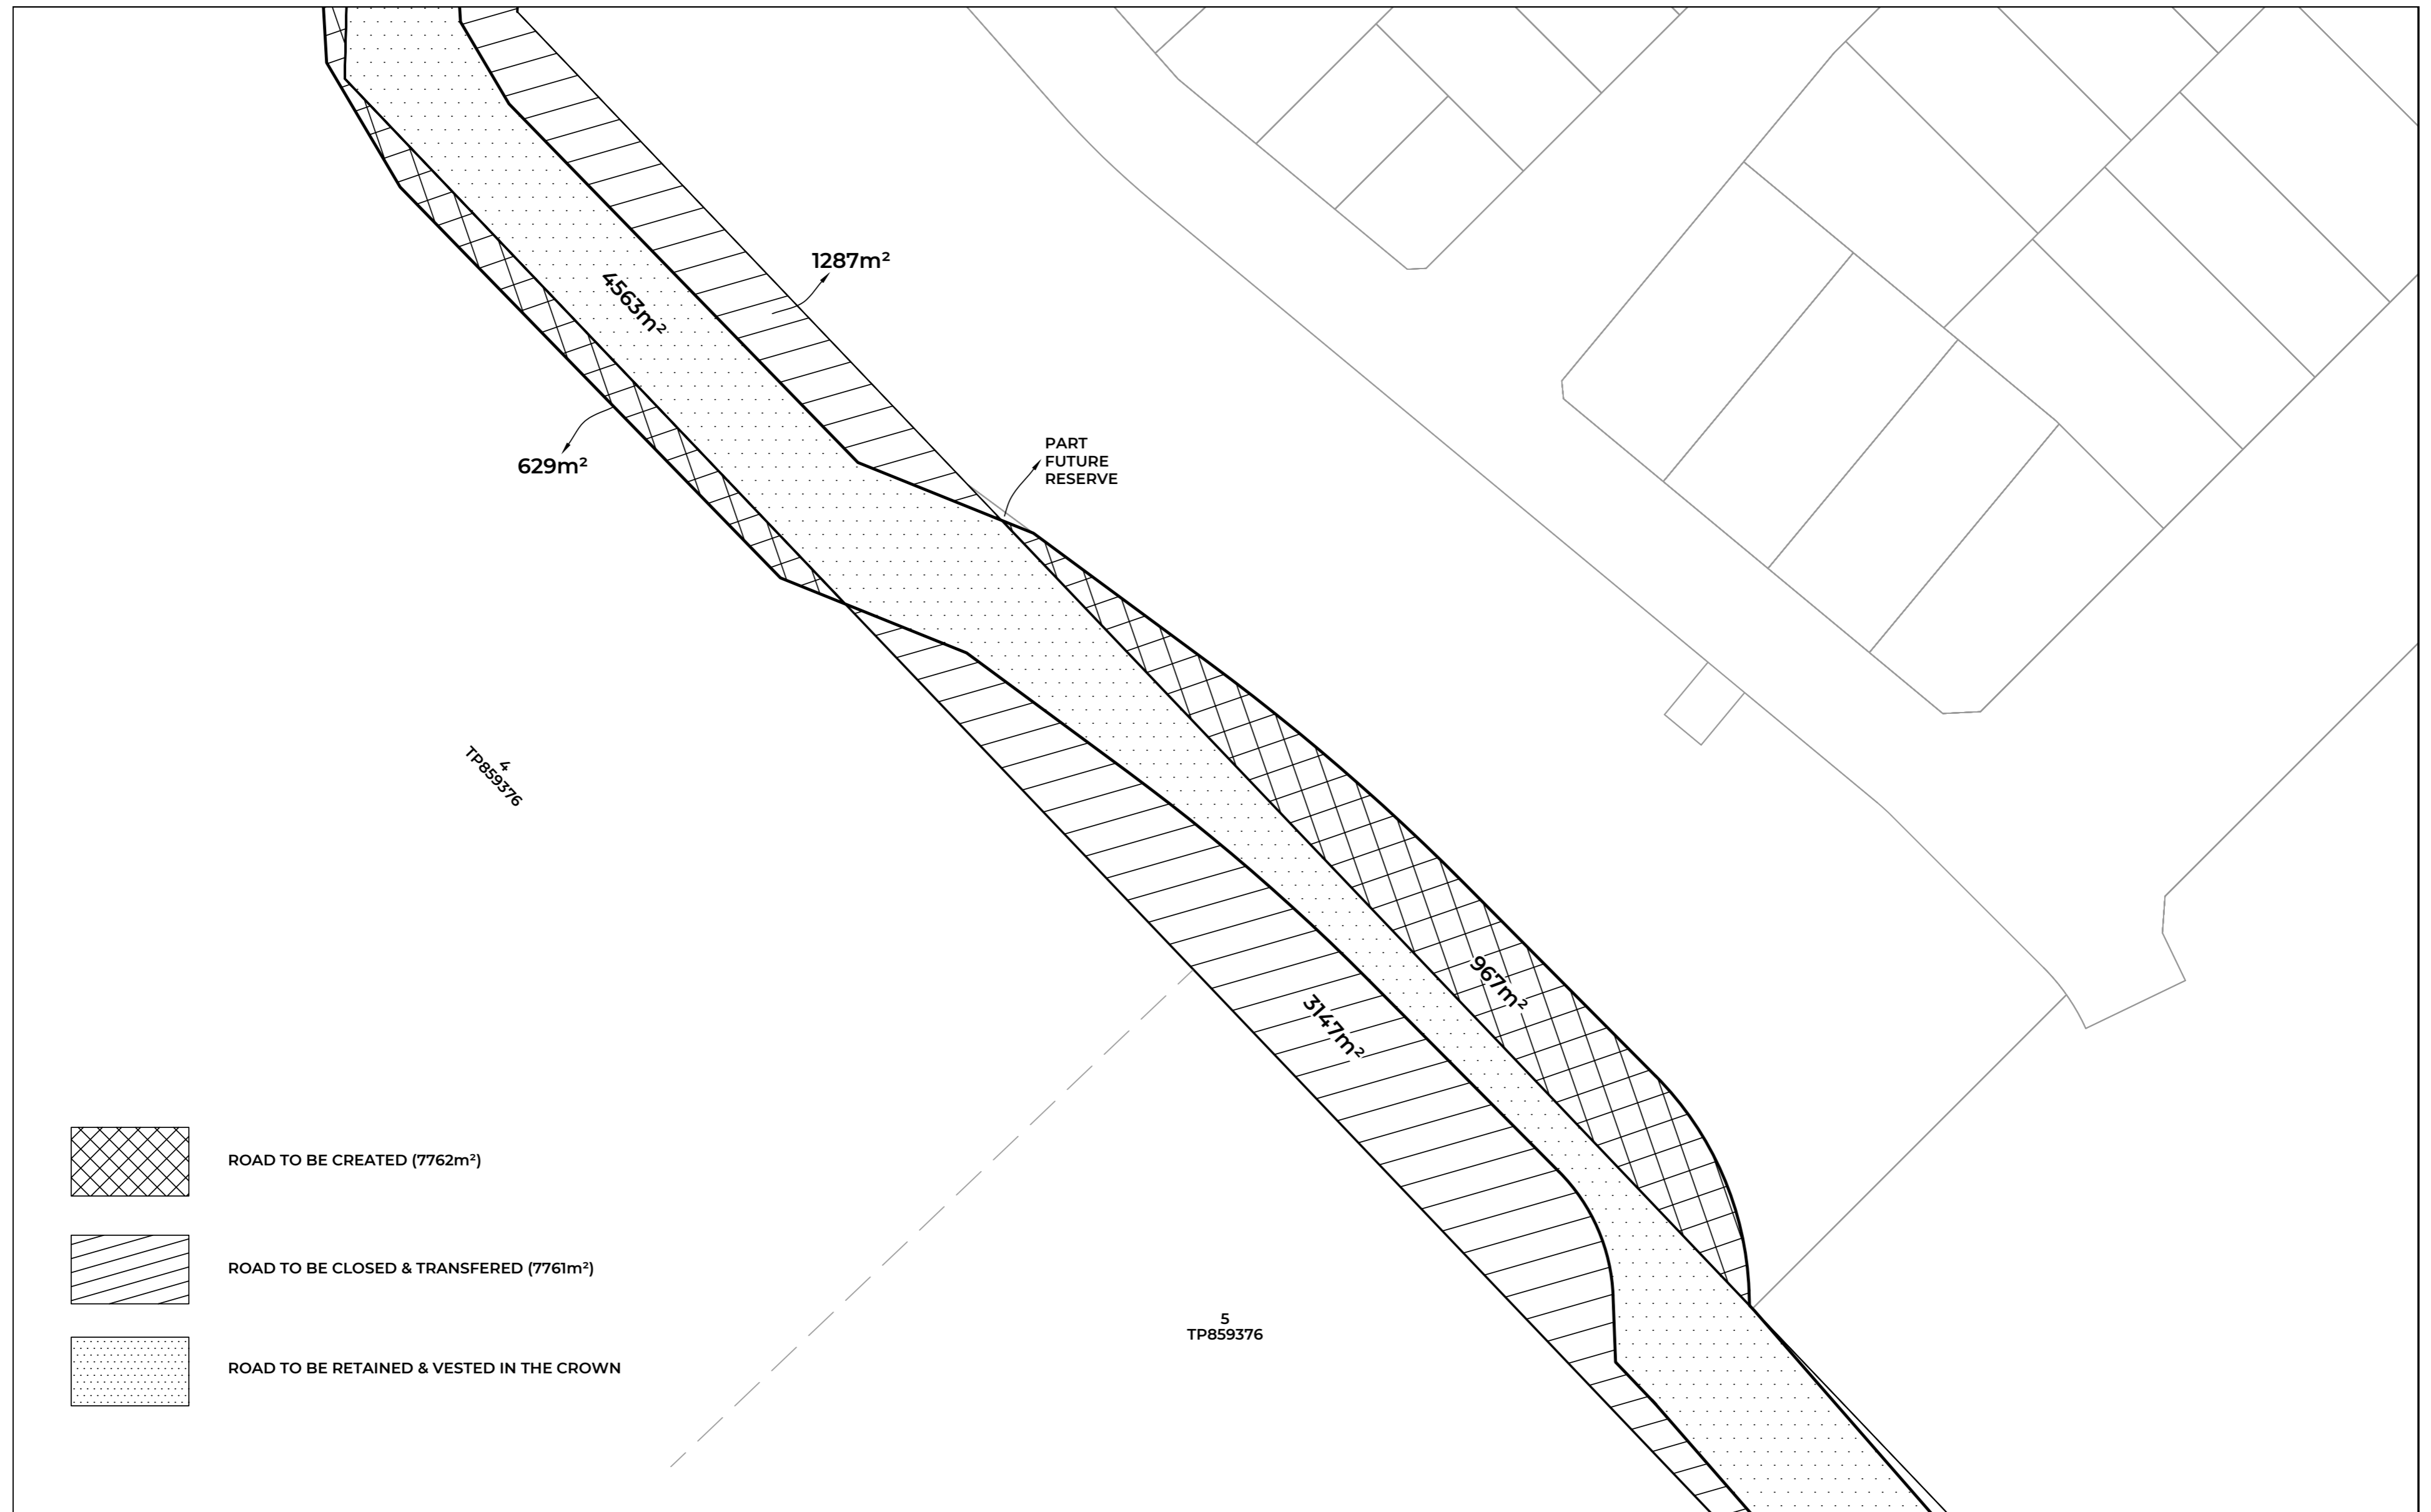 1287m²
4563m²
629m²
PART
FUTURE
RESERVE
4
TP859376
967m²
3147m²
5
TP859376
ROAD TO BE CREATED (7762m²)
ROAD TO BE CLOSED & TRANSFERED (7761m²)
ROAD TO BE RETAINED & VESTED IN THE CROWN